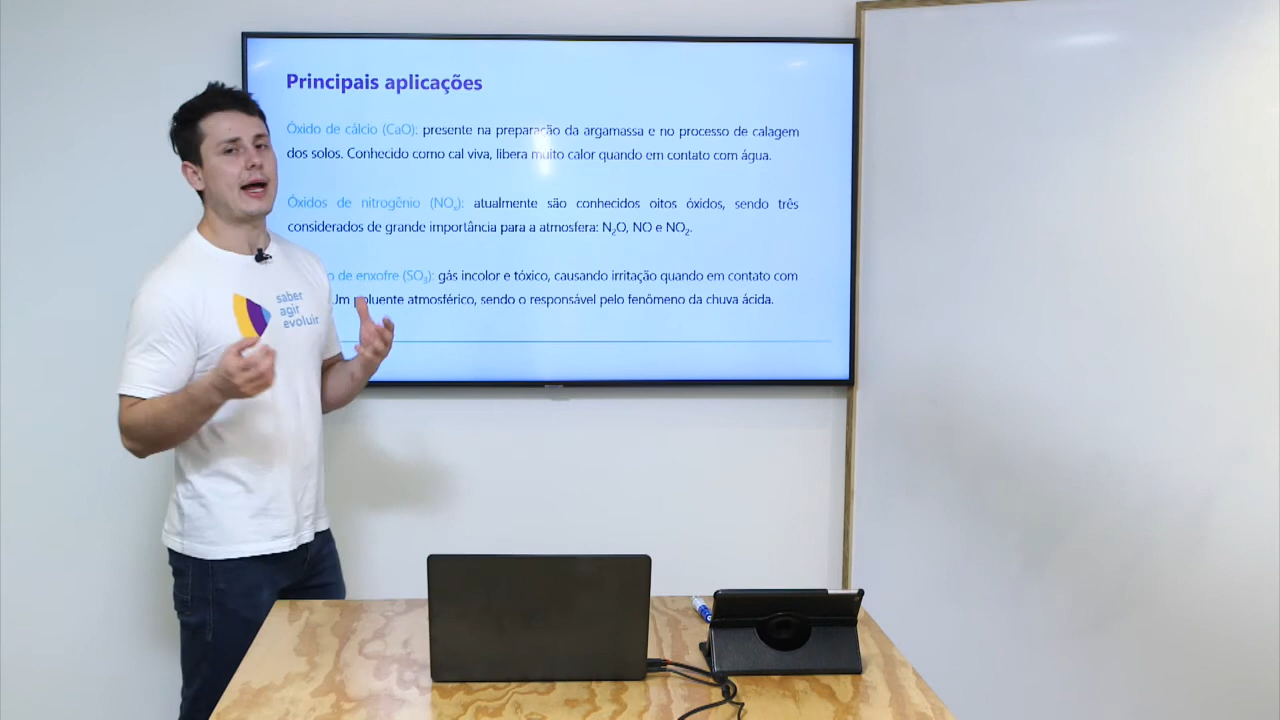 Principais aplicações
Óxido de cálcio (CaO): presente na preparação da argamassa e no processo de calagem
dos solos. Conhecido como cal viva, libera muito calor quando em contato com água.
Óxidos de nitrogênio (NOₓ): atualmente são conhecidos oitos óxidos, sendo três
considerados de grande importância para a atmosfera: N₂O, NO e NO₂.
de enxofre (SO₃): gás incolor e tóxico, causando irritação quando em contato com
Um poluente atmosférico, sendo o responsável pelo fenômeno da chuva ácida.
saber
agir
evoluir